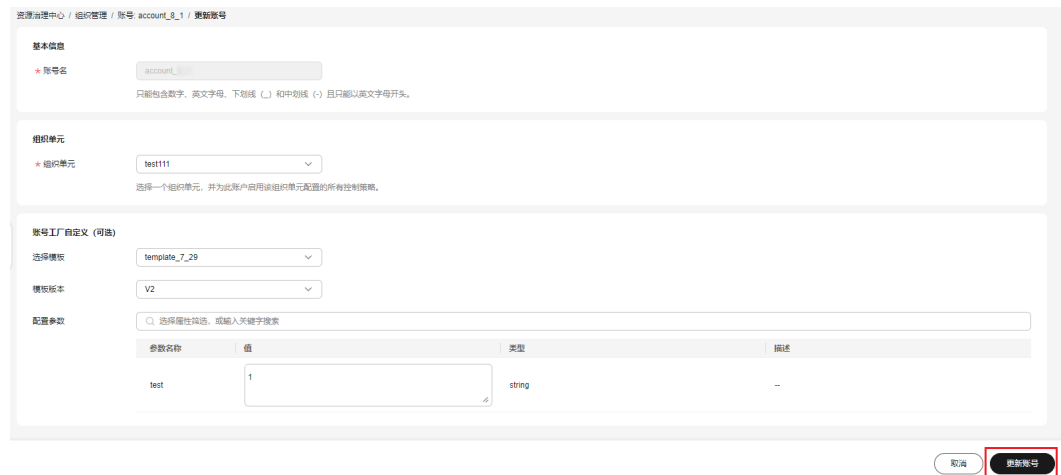 资源治理中心 / 组织管理 / 账号: account_8_1 / 更新账号
基本信息
* 账号名
account_
只能包含数字、英文字母、下划线（_）和中划线（-）且只能以英文字母开头。
组织单元
* 组织单元
test111
选择一个组织单元，并为此账户启用该组织单元配置的所有控制策略。
账号工厂自定义（可选）
选择模板
template_7_29
模板版本
V2
配置参数
选择属性筛选，或输入关键字搜索
参数名称 值 类型 描述
test 1 string --
取消 更新账号